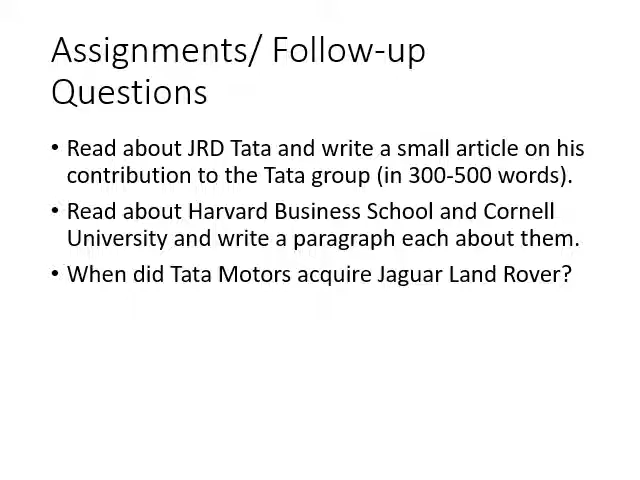 Assignments/ Follow-up
Questions
• Read about JRD Tata and write a small article on his
contribution to the Tata group (in 300-500 words).
• Read about Harvard Business School and Cornell
University and write a paragraph each about them.
• When did Tata Motors acquire Jaguar Land Rover?